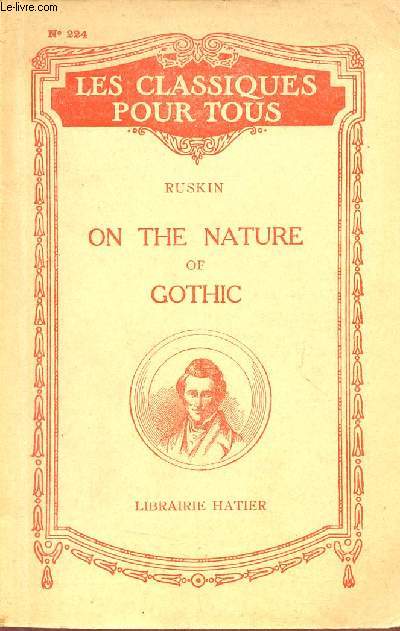 Le-livre.com
N° 224
LES CLASSIQUES
POUR TOUS
RUSKIN
ON THE NATURE
OF
GOTHIC
LIBRAIRIE HATIER